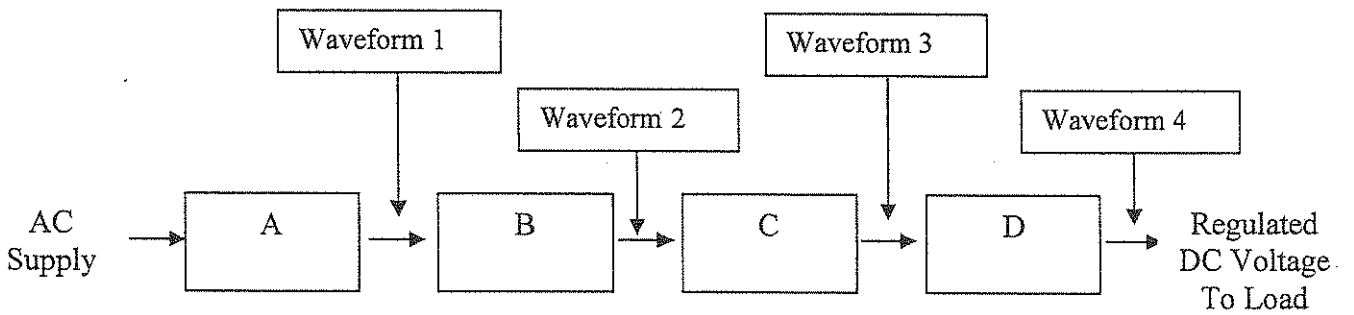 Waveform 1
Waveform 3
Waveform 2
Waveform 4
AC
Supply
A
B
C
D
Regulated
DC Voltage
To Load